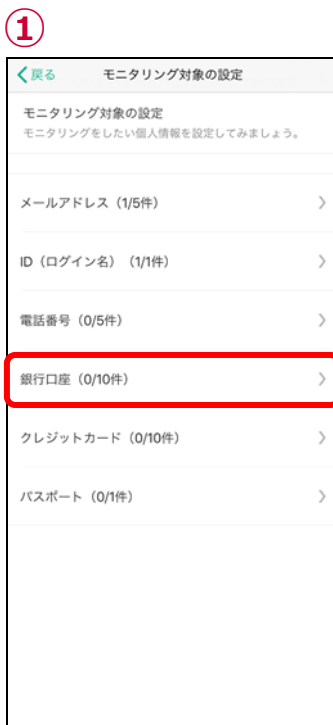 ①
戻る モニタリング対象の設定
モニタリング対象の設定
モニタリングをしたい個人情報を設定してみましょう。
メールアドレス（1/5件）
ID（ログイン名）（1/1件）
電話番号（0/5件）
銀行口座（0/10件）
クレジットカード（0/10件）
パスポート（0/1件）